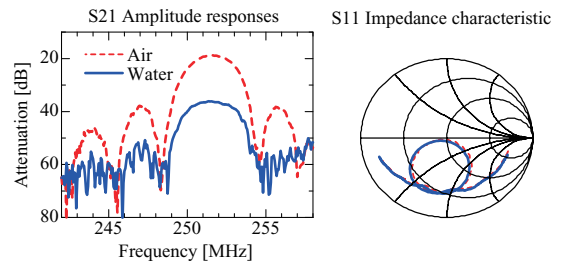 S21 Amplitude responses
S11 Impedance characteristic
Air
Water
Attenuation [dB]
20
40
60
80
245
250
255
Frequency [MHz]